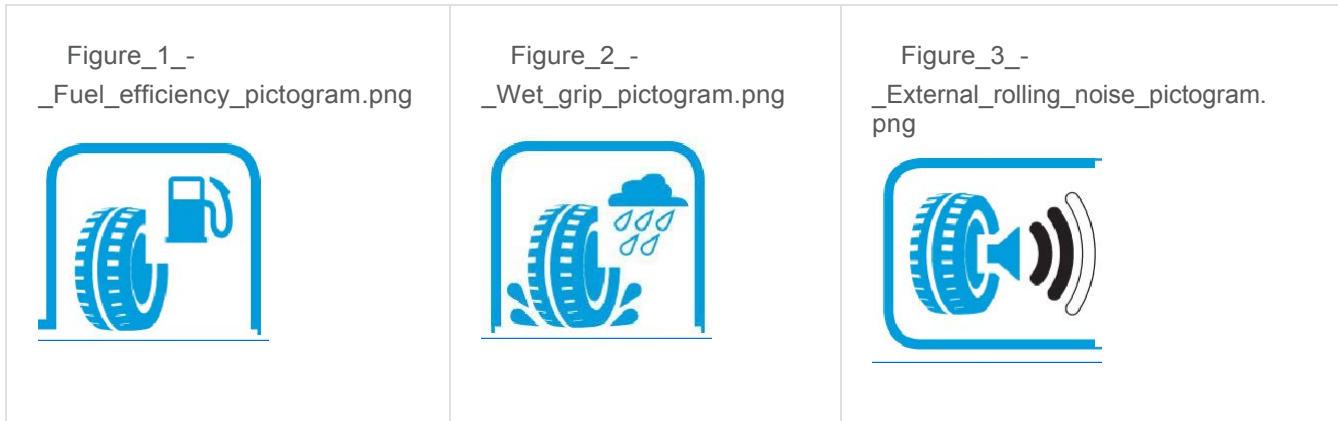 Figure_1_-
_Fuel_efficiency_pictogram.png
Figure_2_-
_Wet_grip_pictogram.png
Figure_3_-
_External_rolling_noise_pictogram.
png